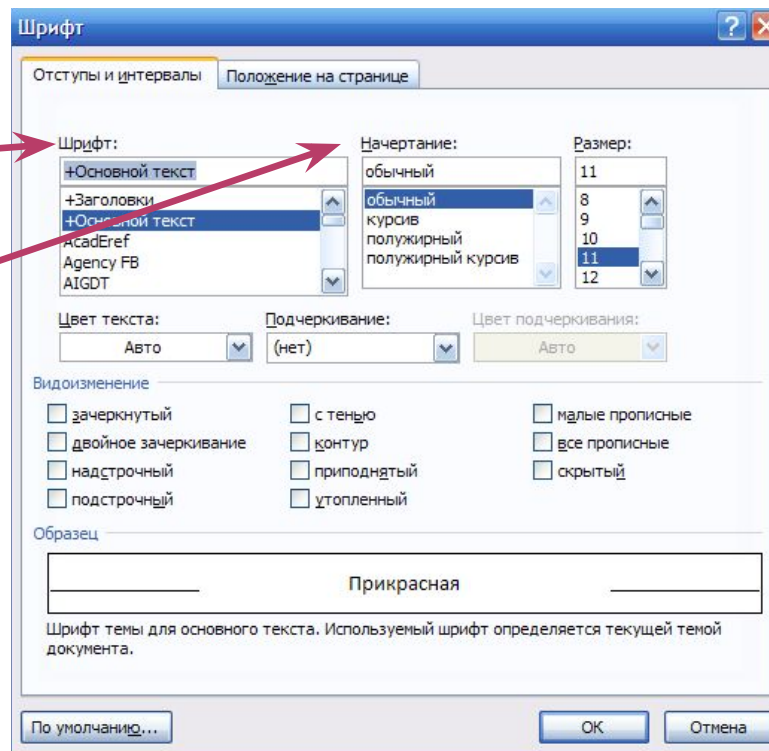 Шрифт
Отступы и интервалы Положение на странице
Шрифт: Начертание: Размер:
+Основной текст обычный 11
+Заголовки обычный 8
+Основной текст курсив 9
AcadEref полужирный 10
Agency FB полужирный курсив 11
AIGDT 12
Цвет текста: Подчеркивание: Цвет подчеркивания:
Авто (нет) Авто
Видоизменение
зачеркнутый с тенью малые прописные
двойное зачеркивание контур все прописные
надстрочный приподнятый скрытый
подстрочный утопленный
Образец
Прикрасная
Шрифт темы для основного текста. Используемый шрифт определяется текущей темой
документа.
По умолчанию... ОК Отмена